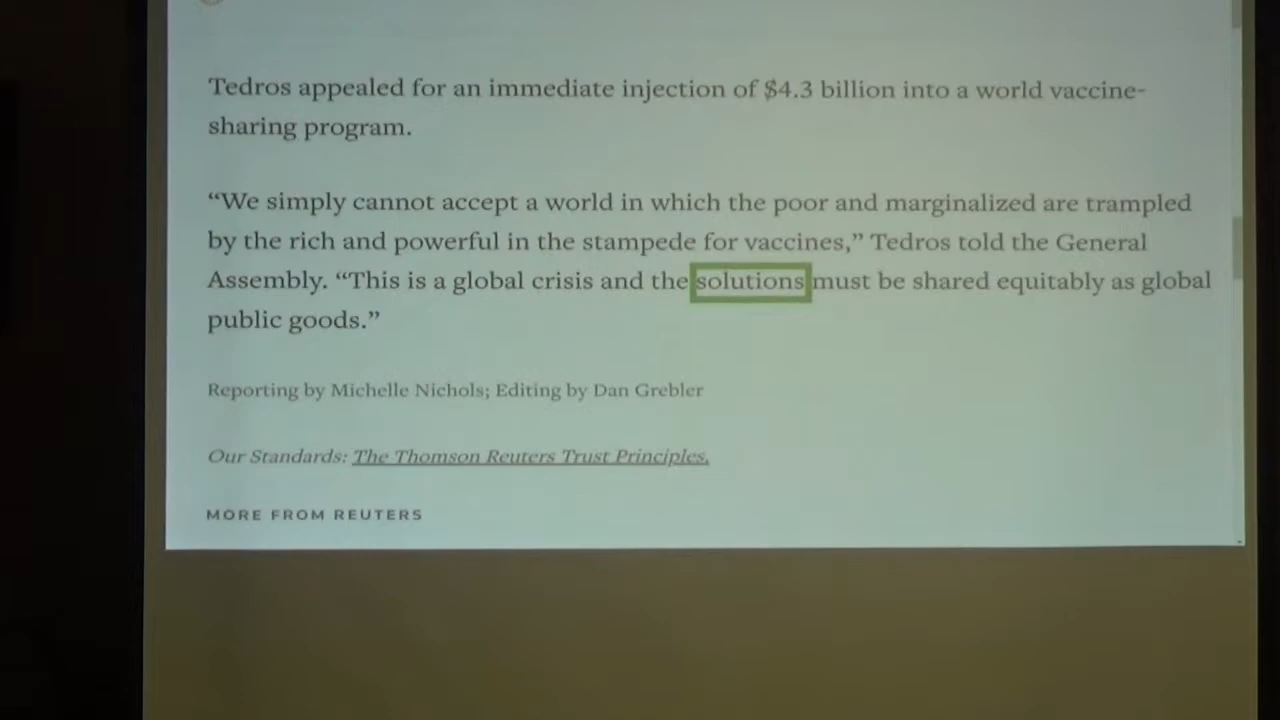 Tedros appealed for an immediate injection of $4.3 billion into a world vaccine-
sharing program.
“We simply cannot accept a world in which the poor and marginalized are trampled
by the rich and powerful in the stampede for vaccines,” Tedros told the General
Assembly. “This is a global crisis and the solutions must be shared equitably as global
public goods.”
Reporting by Michelle Nichols; Editing by Dan Grebler
Our Standards: The Thomson Reuters Trust Principles.
MORE FROM REUTERS